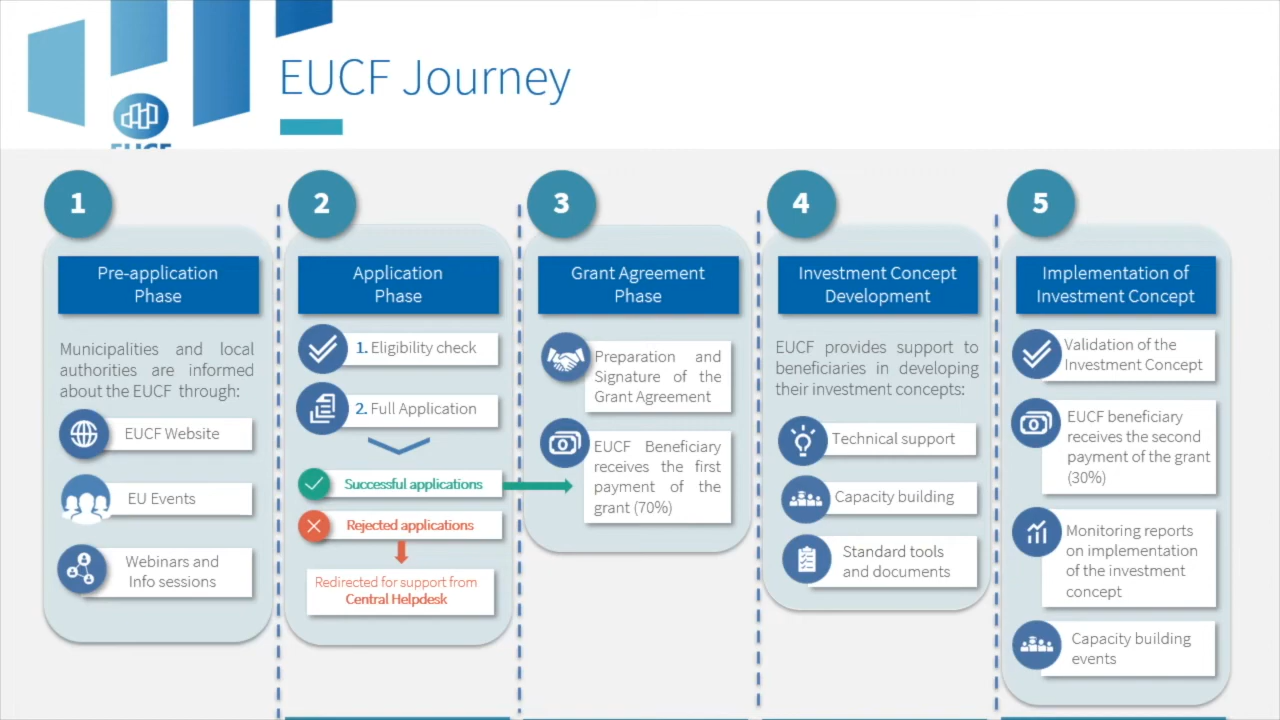 EUCF Journey
EUCF
1
Pre-application
Phase
Municipalities and local
authorities are informed
about the EUCF through:
EUCF Website
EU Events
Webinars and
Info sessions
2
Application
Phase
1. Eligibility check
2. Full Application
Successful applications
Rejected applications
Redirected for support from
Central Helpdesk
3
Grant Agreement
Phase
Preparation and
Signature of the
Grant Agreement
EUCF Beneficiary
receives the first
payment of the
grant (70%)
4
Investment Concept
Development
EUCF provides support to
beneficiaries in developing
their investment concepts:
Technical support
Capacity building
Standard tools
and documents
5
Implementation of
Investment Concept
Validation of the
Investment Concept
EUCF beneficiary
receives the second
payment of the grant
(30%)
Monitoring reports
on implementation
of the investment
concept
Capacity building
events